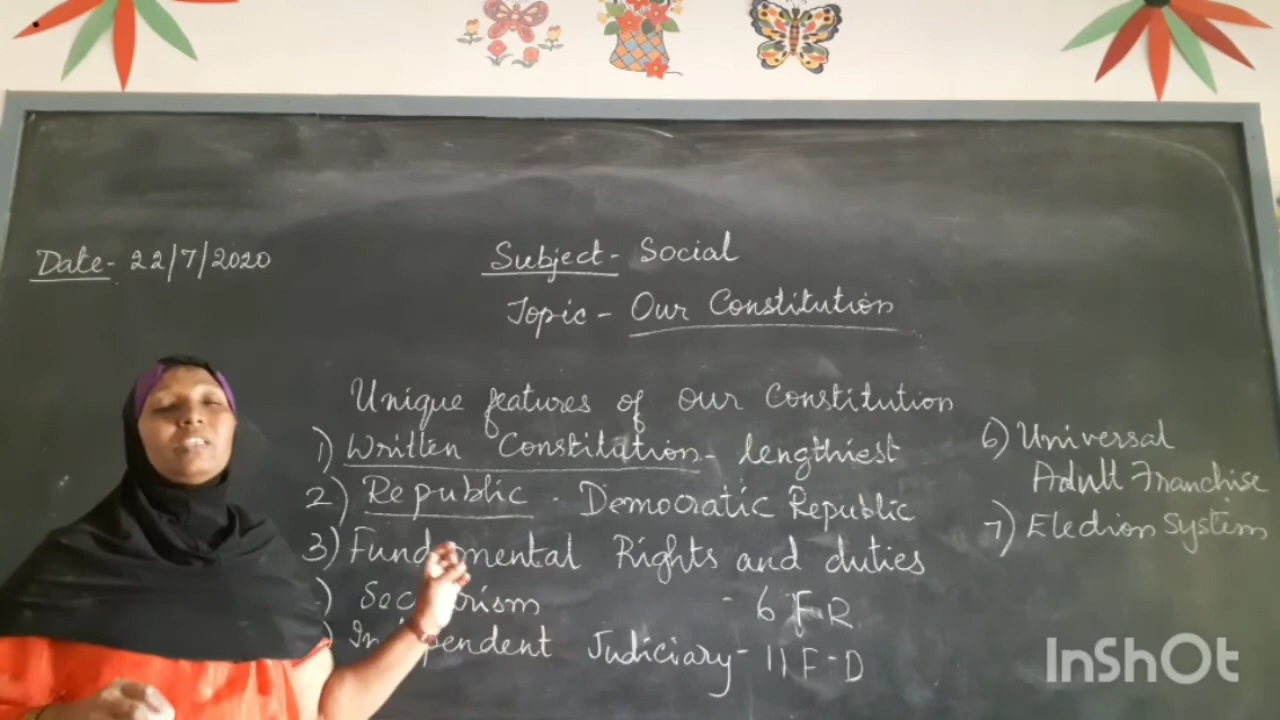 Date - 22/7/2020
Subject - Social
Topic - Our Constitution
Unique features of our Constitution
1) Written Constitution - lengthiest
2) Republic - Democratic Republic
3) Fundamental Rights and duties
) Secularism - 6 F-R
) Independent Judiciary - 11 F-D
6) Universal
Adult Franchise
7) Election System
InShOt